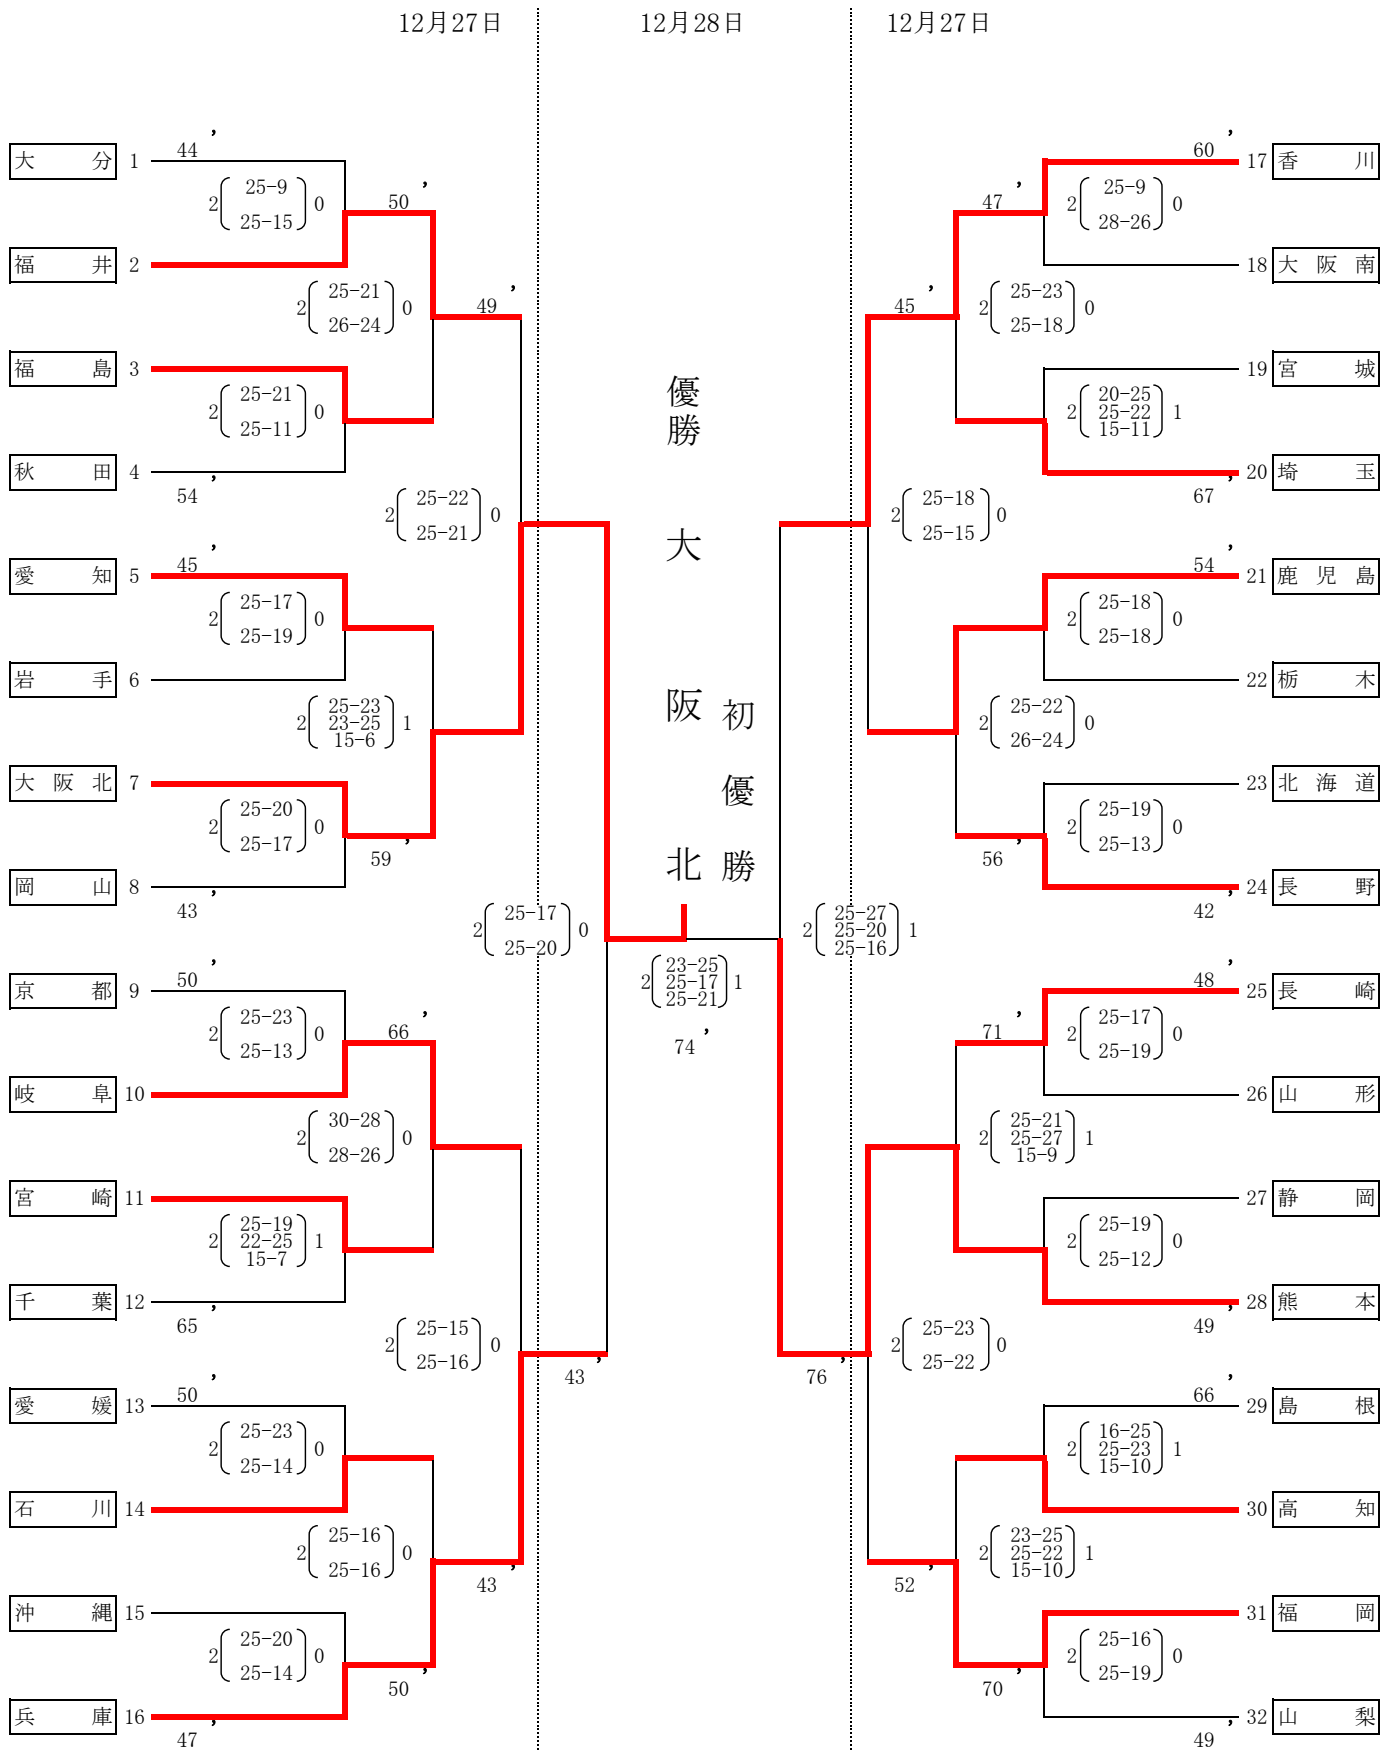 12月27日
12月28日
12月27日
大分 1
44’
2 25-9 0
25-15
福井 2
50’
2 25-21 0
26-24
福島 3
2 25-21 0
25-11
秋田 4
54’
49’
2 25-22 0
25-21
愛知 5
45’
2 25-17 0
25-19
岩手 6
2 25-23 1
23-25
15-6
大阪北 7
2 25-20 0
25-17
59’
岡山 8
43’
2 25-17 0
25-20
京都 9
50’
2 25-23 0
25-13
岐阜 10
66’
2 30-28 0
28-26
宮崎 11
2 25-19 1
22-25
15-7
千葉 12
65’
2 25-15 0
25-16
43’
愛媛 13
50’
2 25-23 0
25-14
石川 14
2 25-16 0
25-16
43’
沖縄 15
2 25-20 0
25-14
50’
兵庫 16
47’
優勝
大阪北
初優勝
2 23-25 1
25-17
25-21
74’
60’
17 香川
2 25-9 0
28-26
18 大阪南
47’
2 25-23 0
25-18
45’
19 宮城
2 20-25 1
25-22
15-11
20 埼玉
67’
2 25-18 0
25-15
54’
21 鹿児島
2 25-18 0
25-18
22 栃木
2 25-22 0
26-24
23 北海道
2 25-19 0
25-13
56’
24 長野
42’
2 25-27 1
25-20
25-16
48’
25 長崎
2 25-17 0
25-19
71’
26 山形
2 25-21 1
25-27
15-9
27 静岡
2 25-19 0
25-12
28 熊本
49’
2 25-23 0
25-22
76’
66’
29 島根
2 16-25 1
25-23
15-10
30 高知
2 23-25 1
25-22
15-10
52’
31 福岡
2 25-16 0
25-19
70’
32 山梨
49’